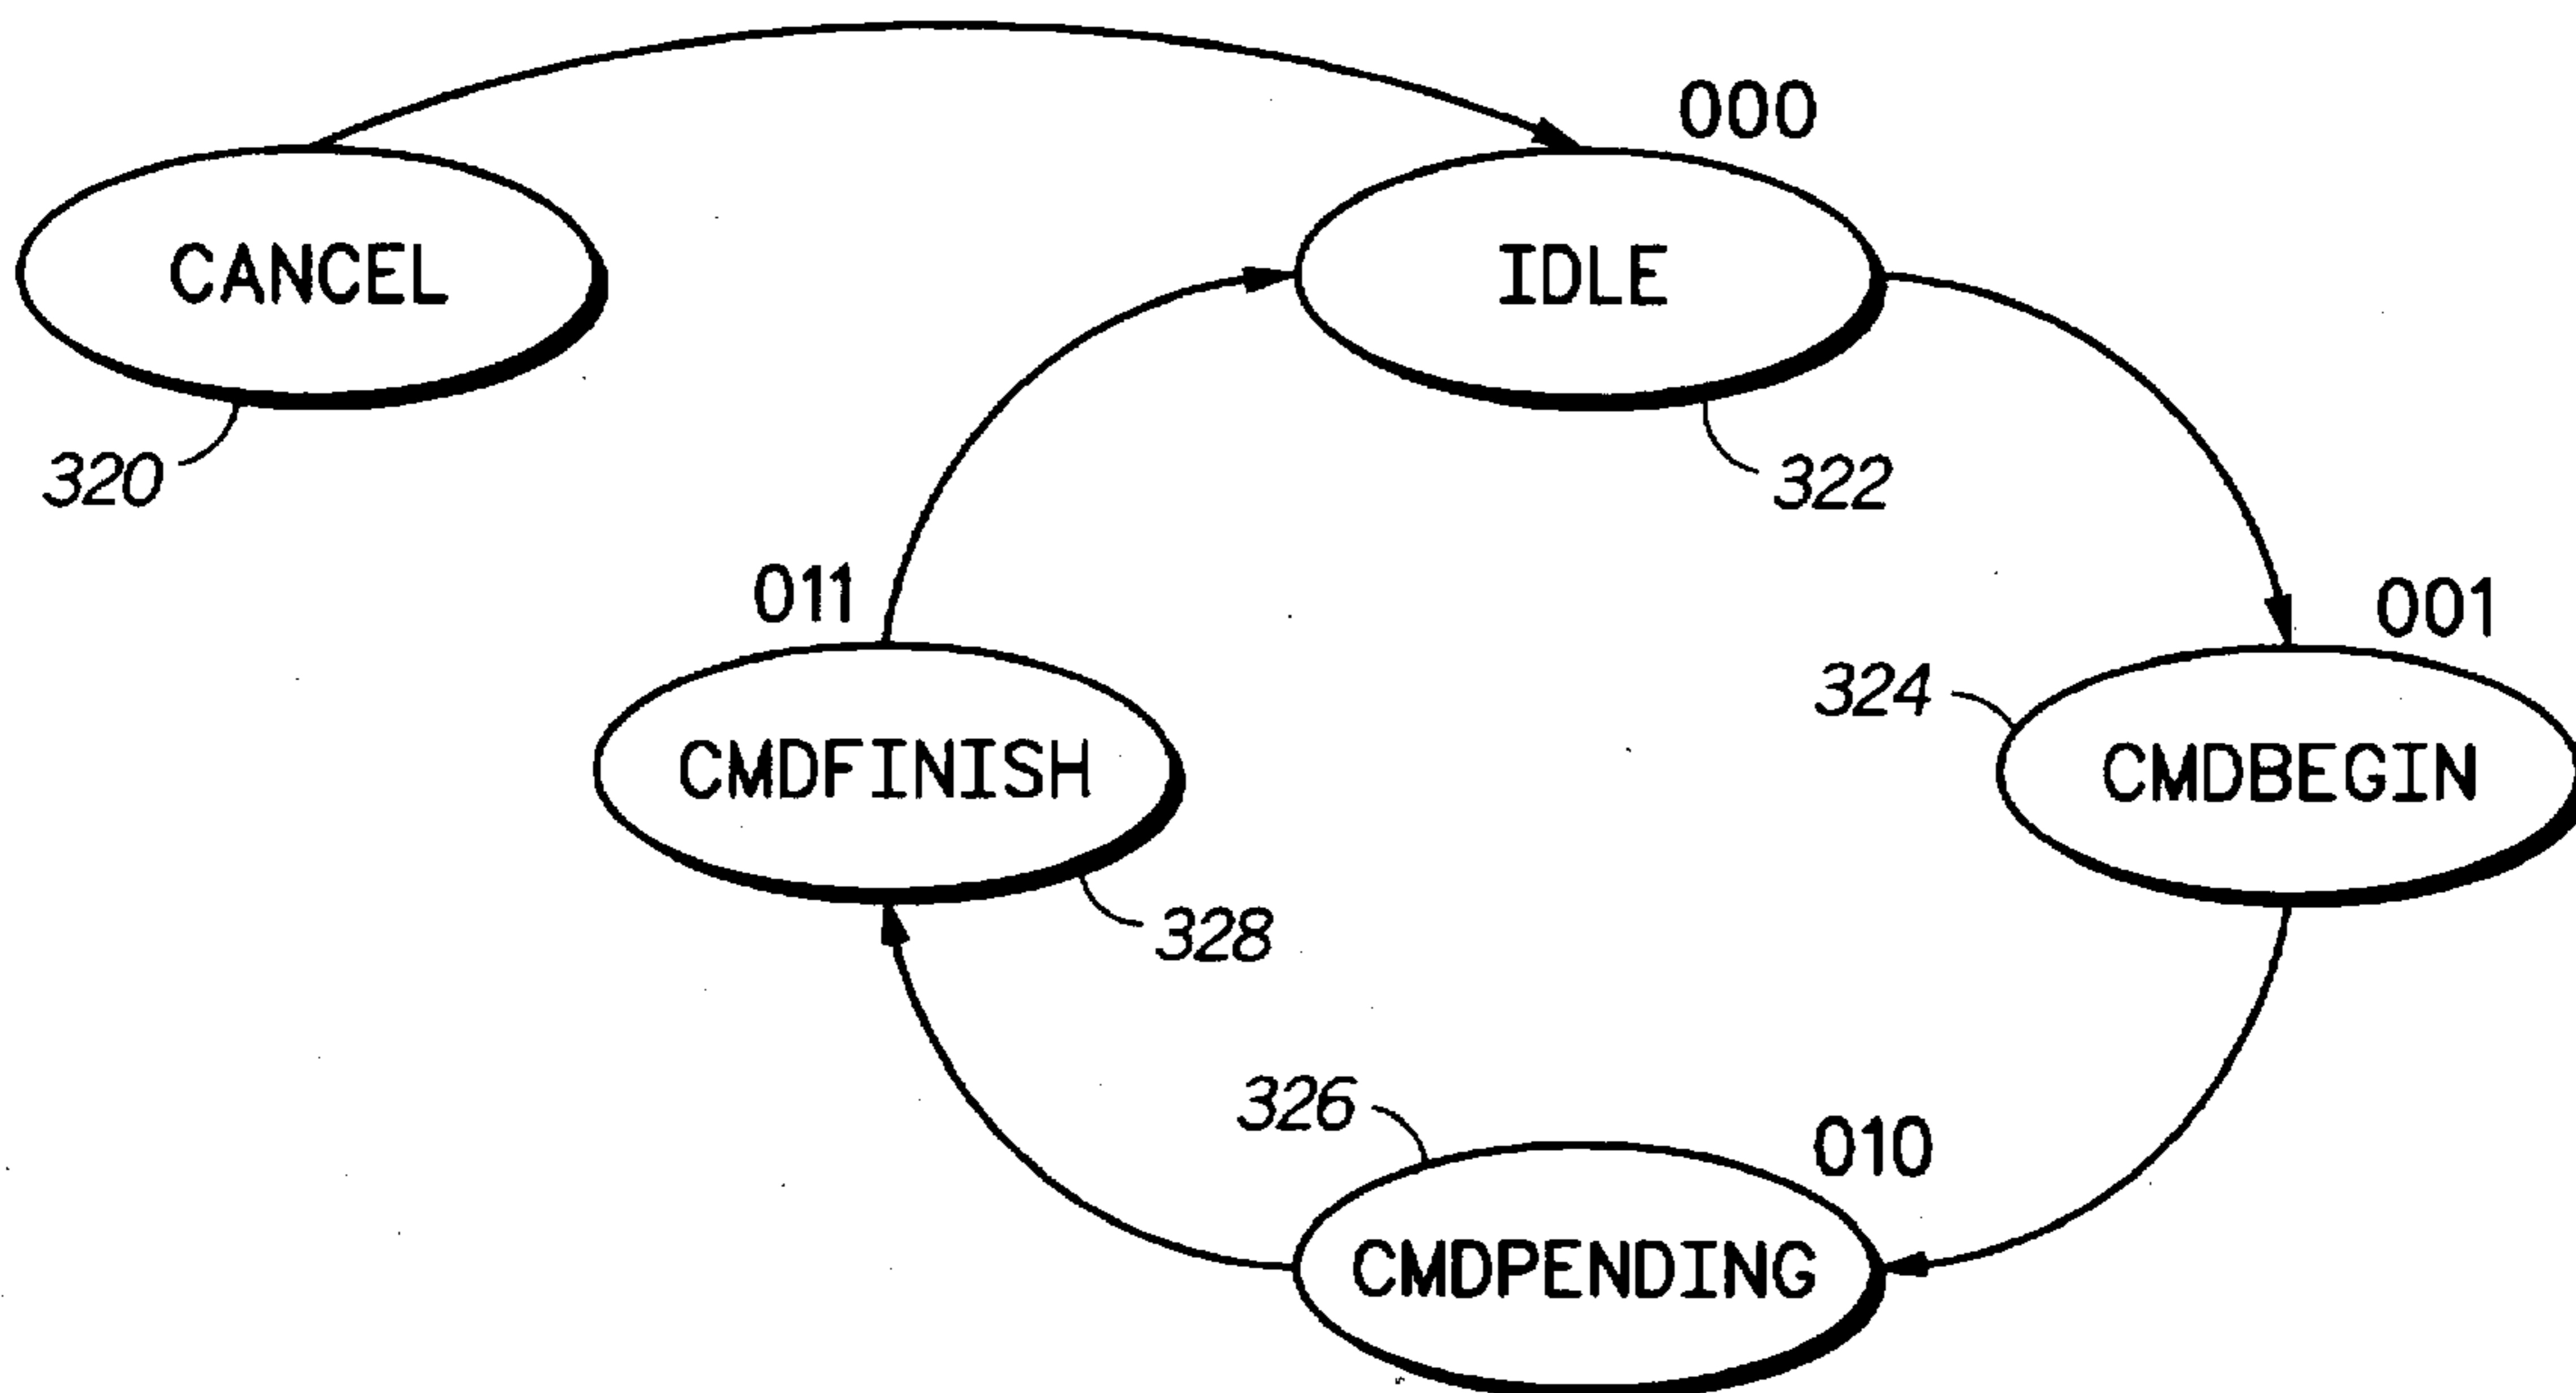 000
CANCEL
IDLE
320
322
011
001
324
CMDFINISH
CMDBEGIN
328
326
010
CMDPENDING